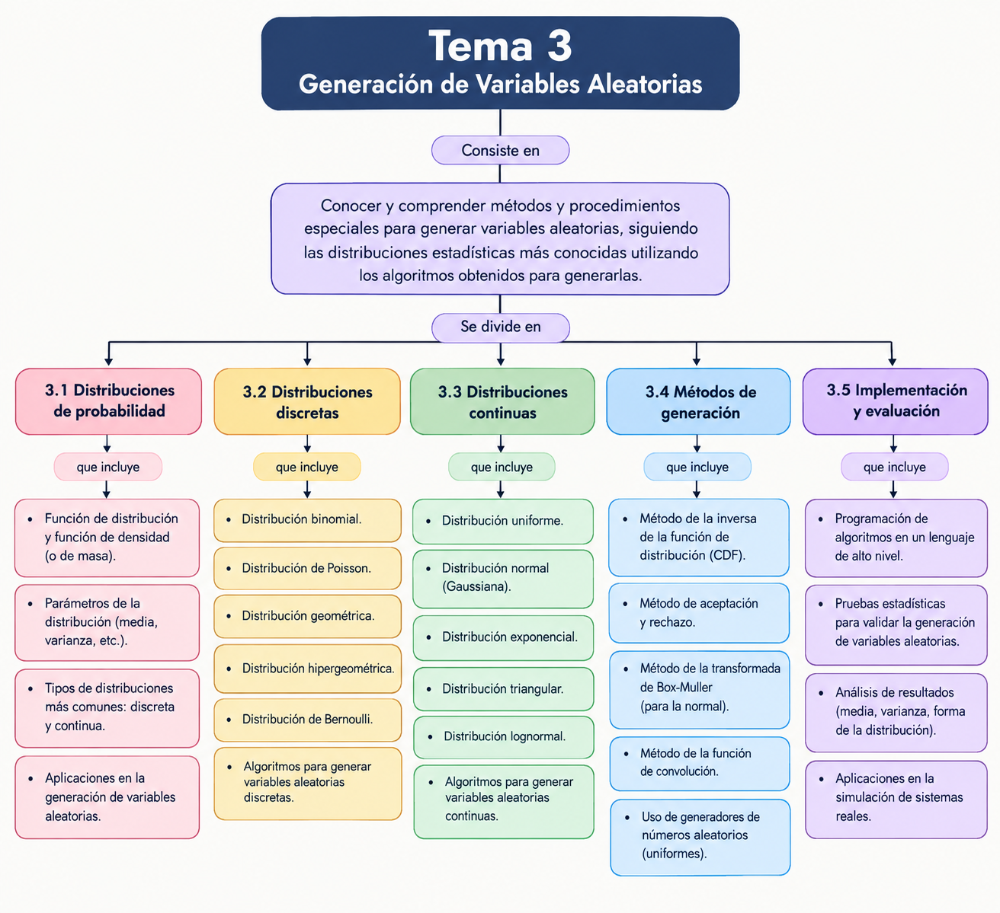 Tema 3
Generación de Variables Aleatorias
Consiste en
Conocer y comprender métodos y procedimientos
especiales para generar variables aleatorias, siguiendo
las distribuciones estadísticas más conocidas utilizando
los algoritmos obtenidos para generarlas.
Se divide en
3.1 Distribuciones
de probabilidad
que incluye
• Función de distribución
y función de densidad
(o de masa).
• Parámetros de la
distribución (media,
varianza, etc.).
• Tipos de distribuciones
más comunes: discreta
y continua.
• Aplicaciones en la
generación de variables
aleatorias.
3.2 Distribuciones
discretas
que incluye
• Distribución binomial.
• Distribución de Poisson.
• Distribución geométrica.
• Distribución hipergeométrica.
• Distribución de Bernoulli.
• Algoritmos para generar
variables aleatorias
discretas.
3.3 Distribuciones
continuas
que incluye
• Distribución uniforme.
• Distribución normal
(Gaussiana).
• Distribución exponencial.
• Distribución triangular.
• Distribución lognormal.
• Algoritmos para generar
variables aleatorias
continuas.
3.4 Métodos de
generación
que incluye
• Método de la inversa
de la función de
distribución (CDF).
• Método de aceptación
y rechazo.
• Método de la transformada
de Box-Muller
(para la normal).
• Método de la función
de convolución.
• Uso de generadores de
números aleatorios
(uniformes).
3.5 Implementación
y evaluación
que incluye
• Programación de
algoritmos en un lenguaje
de alto nivel.
• Pruebas estadísticas
para validar la generación
de variables aleatorias.
• Análisis de resultados
(media, varianza, forma
de la distribución).
• Aplicaciones en la
simulación de sistemas
reales.